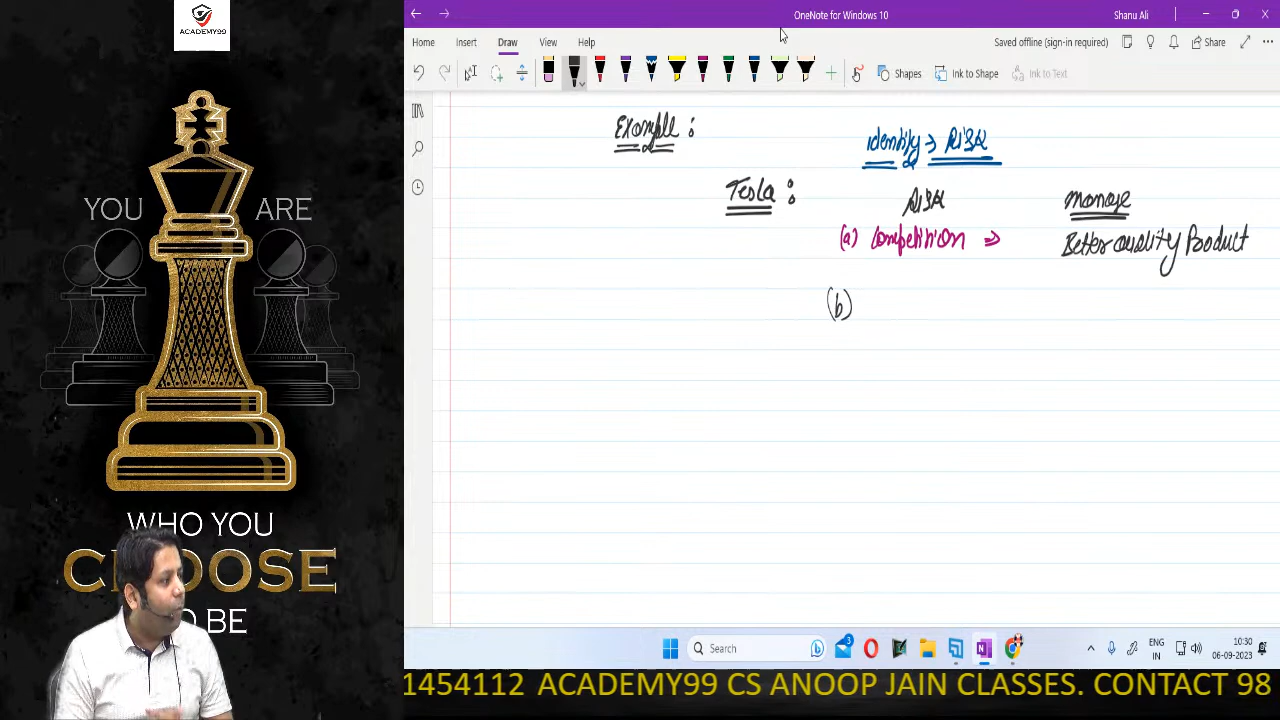 ACADEMY99
YOU ARE
WHO YOU
CHOOSE
TO BE
OneNote for Windows 10
Shanu Ali
Home Insert Draw View Help
Saved offline (sign-in required)
Share
Shapes
Ink to Shape
Ink to Text
Example :
identify → Risk
Tesla :
Risk
manage
(a) Competition ⇒ Better quality Product
(b)
Search
3
ENG
IN
10:30
06-09-2023
1454112 ACADEMY99 CS ANOOP JAIN CLASSES. CONTACT 98